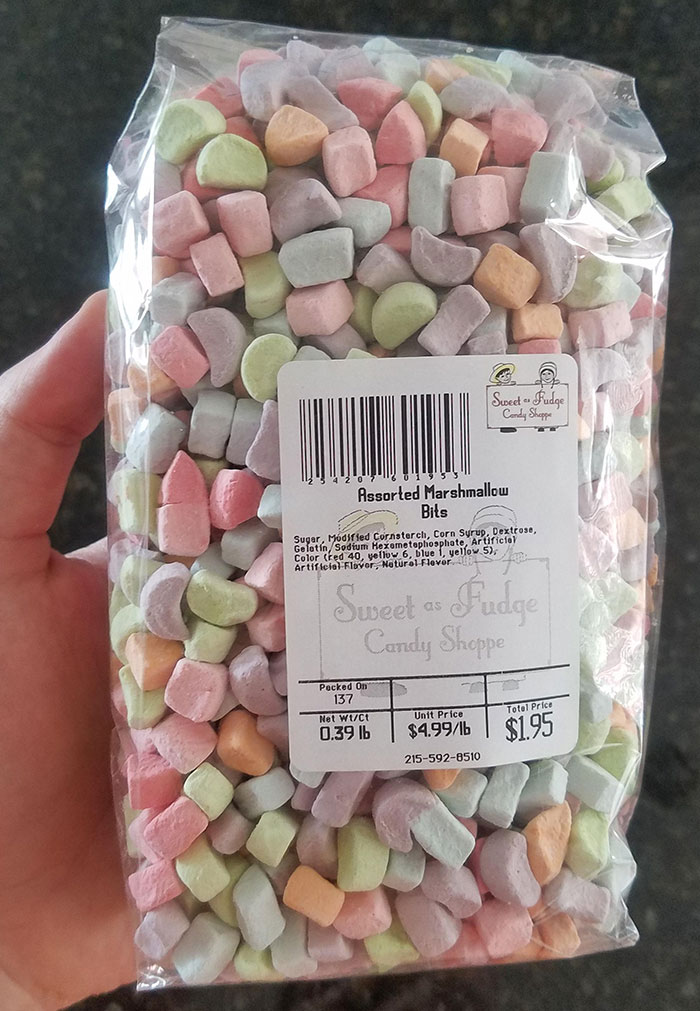 Sweet as Fudge
Candy Shoppe
2 54207 601953
Assorted Marshmallow
Bits
Sugar, Modified Cornstarch, Corn Syrup, Dextrose,
Gelatin, Sodium Hexametaphosphate, Artificial
Color (red 40, yellow 6, blue 1, yellow 5),
Artificial Flavor, Natural Flavor
Sweet as Fudge
Candy Shoppe
Packed On
137
Net Wt/Ct
0.39 lb
Unit Price
$4.99/lb
Total Price
$1.95
215-592-8510